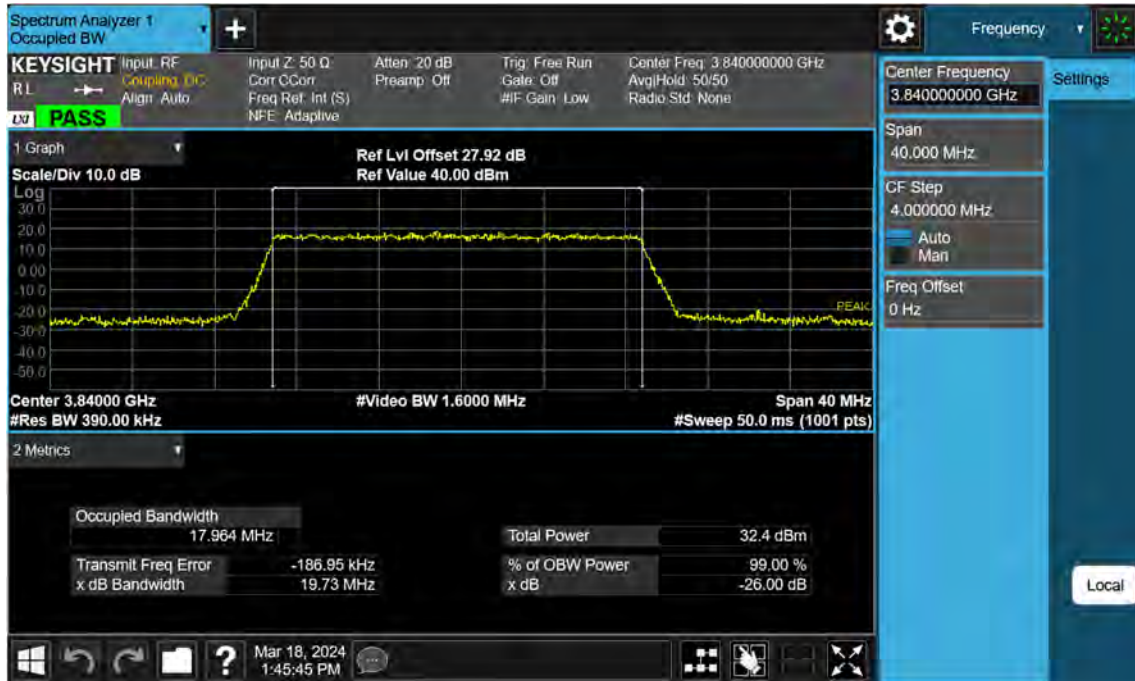 Spectrum Analyzer 1
Occupied BW
+
Frequency
KEYSIGHT
RL
LXI PASS
Input: RF
Coupling: DC
Align: Auto
Input Z: 50 Ω
Corr CCorr
Freq Ref: Int (S)
NFE: Adaptive
Atten: 20 dB
Preamp: Off
Trig: Free Run
Gate: Off
#IF Gain: Low
Center Freq: 3.840000000 GHz
Avg|Hold: 50/50
Radio Std: None
Center Frequency
3.840000000 GHz
Settings
Span
40.000 MHz
CF Step
4.000000 MHz
Auto
Man
Freq Offset
0 Hz
1 Graph
Scale/Div 10.0 dB
Ref Lvl Offset 27.92 dB
Ref Value 40.00 dBm
Log
30.0
20.0
10.0
0.00
-10.0
-20.0
-30.0
-40.0
-50.0
PEAK
Center 3.84000 GHz
#Res BW 390.00 kHz
#Video BW 1.6000 MHz
Span 40 MHz
#Sweep 50.0 ms (1001 pts)
2 Metrics
Occupied Bandwidth
17.964 MHz
Total Power 32.4 dBm
Transmit Freq Error -186.95 kHz
% of OBW Power 99.00 %
x dB Bandwidth 19.73 MHz
x dB -26.00 dB
Local
?
Mar 18, 2024
1:45:45 PM